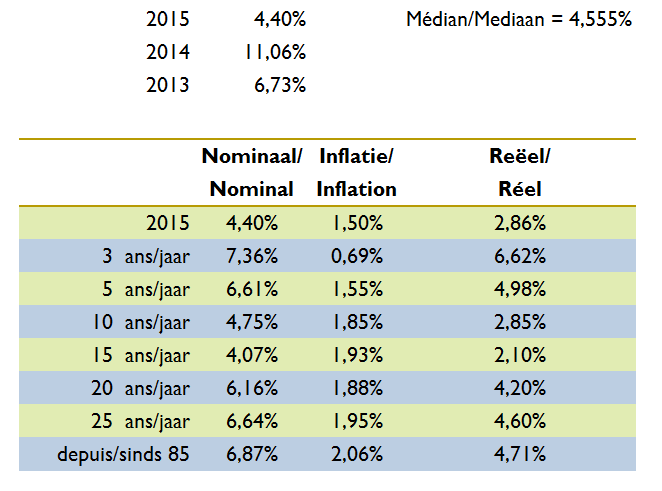 2015 4,40% Médian/Mediaan = 4,555%
2014 11,06%
2013 6,73%
Nominaal/ Inflatie/ Reëel/
Nominal Inflation Réel
2015 4,40% 1,50% 2,86%
3 ans/jaar 7,36% 0,69% 6,62%
5 ans/jaar 6,61% 1,55% 4,98%
10 ans/jaar 4,75% 1,85% 2,85%
15 ans/jaar 4,07% 1,93% 2,10%
20 ans/jaar 6,16% 1,88% 4,20%
25 ans/jaar 6,64% 1,95% 4,60%
depuis/sinds 85 6,87% 2,06% 4,71%